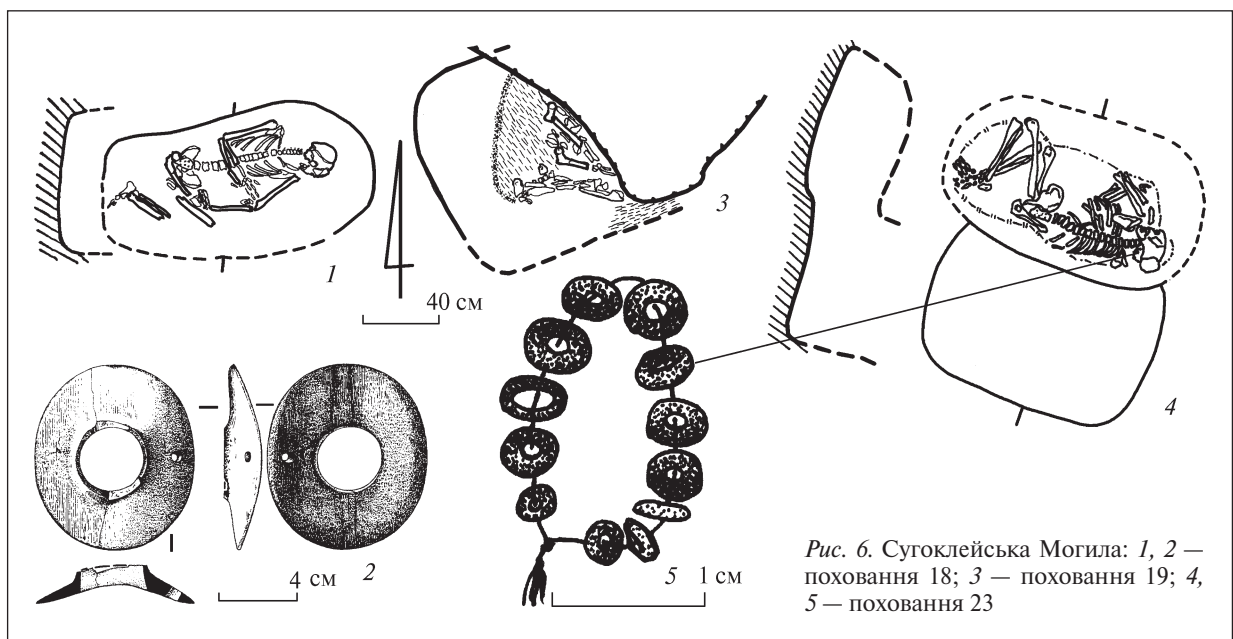 1
40 см
3
4
4 см
2
5
1 см
Рис. 6. Сугоклейська Могила: 1, 2 —
поховання 18; 3 — поховання 19; 4,
5 — поховання 23